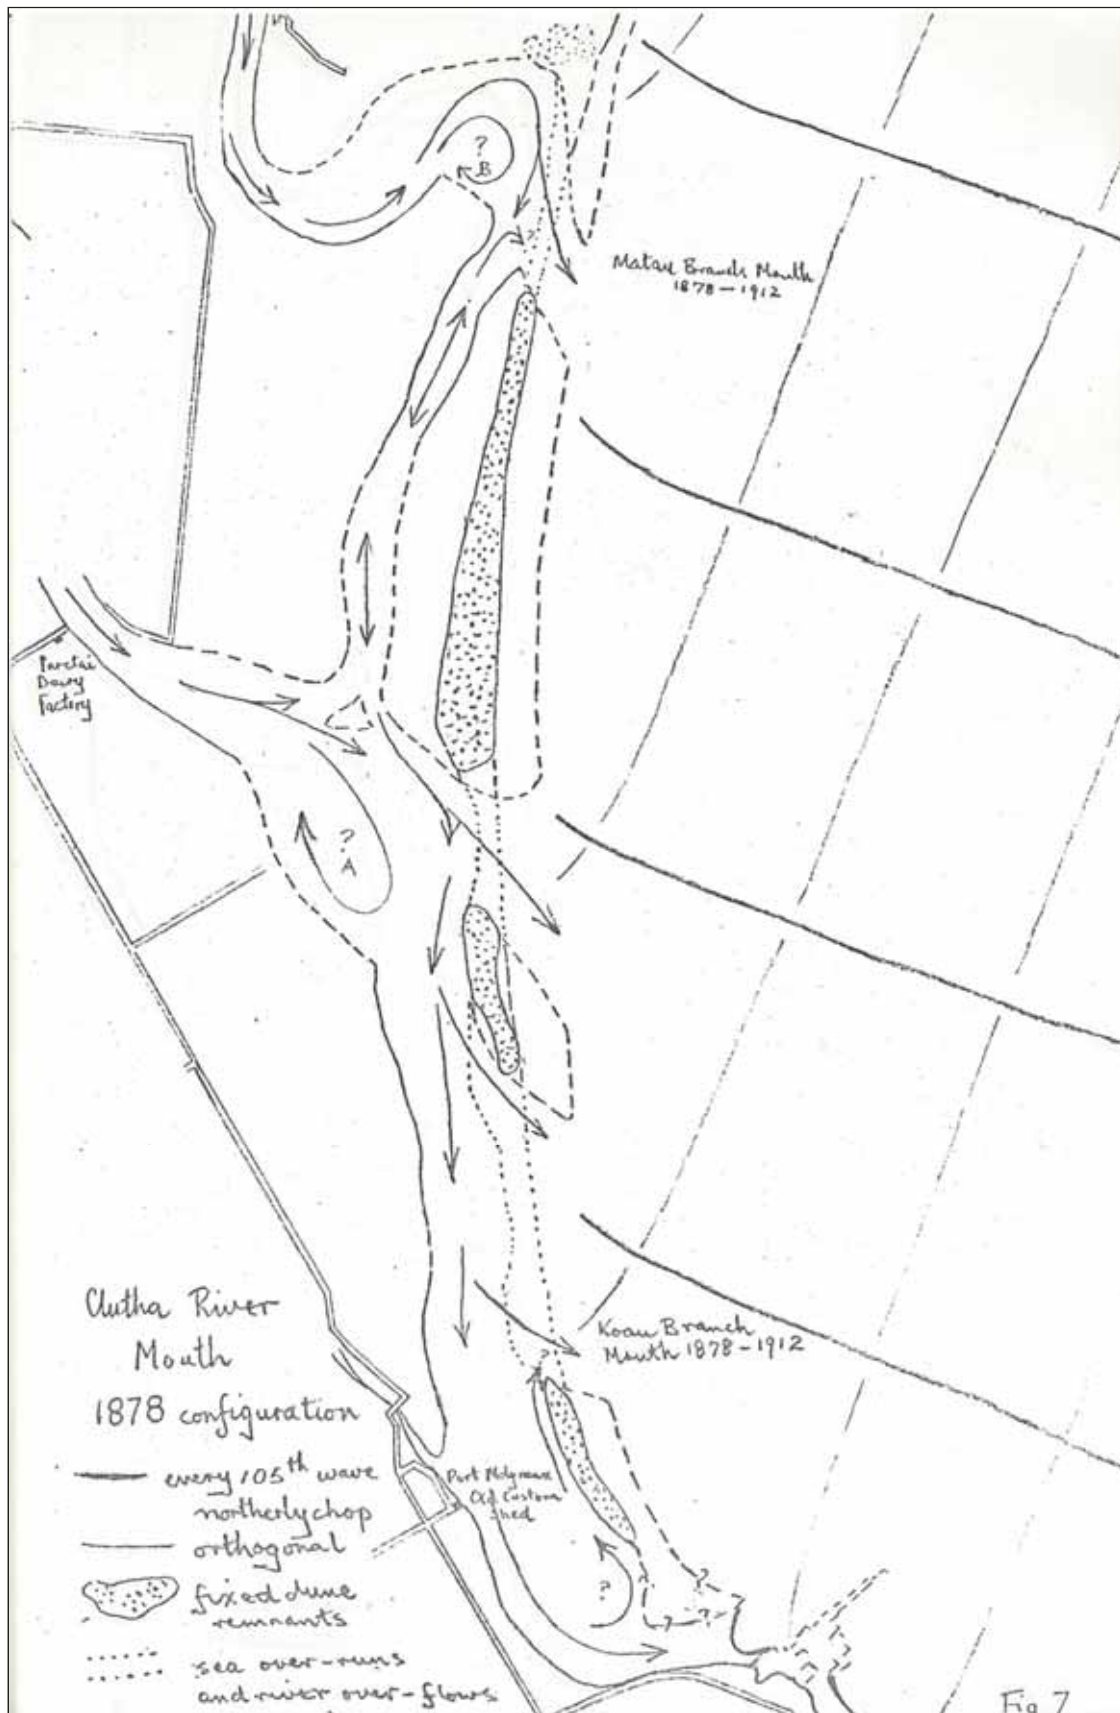 ?
B
?
Matau Branch Mouth
1878 – 1912
Paretai
Dairy
Factory
?
A
Koau Branch
Mouth 1878 – 1912
?
Clutha River
Mouth
1878 configuration
every 105th wave
northerly chop
orthogonal
fixed dune
remnants
sea over-runs
and river over-flows
Port Molyneux
Old Custom
Shed
?
?
?
?
?
Fig 7